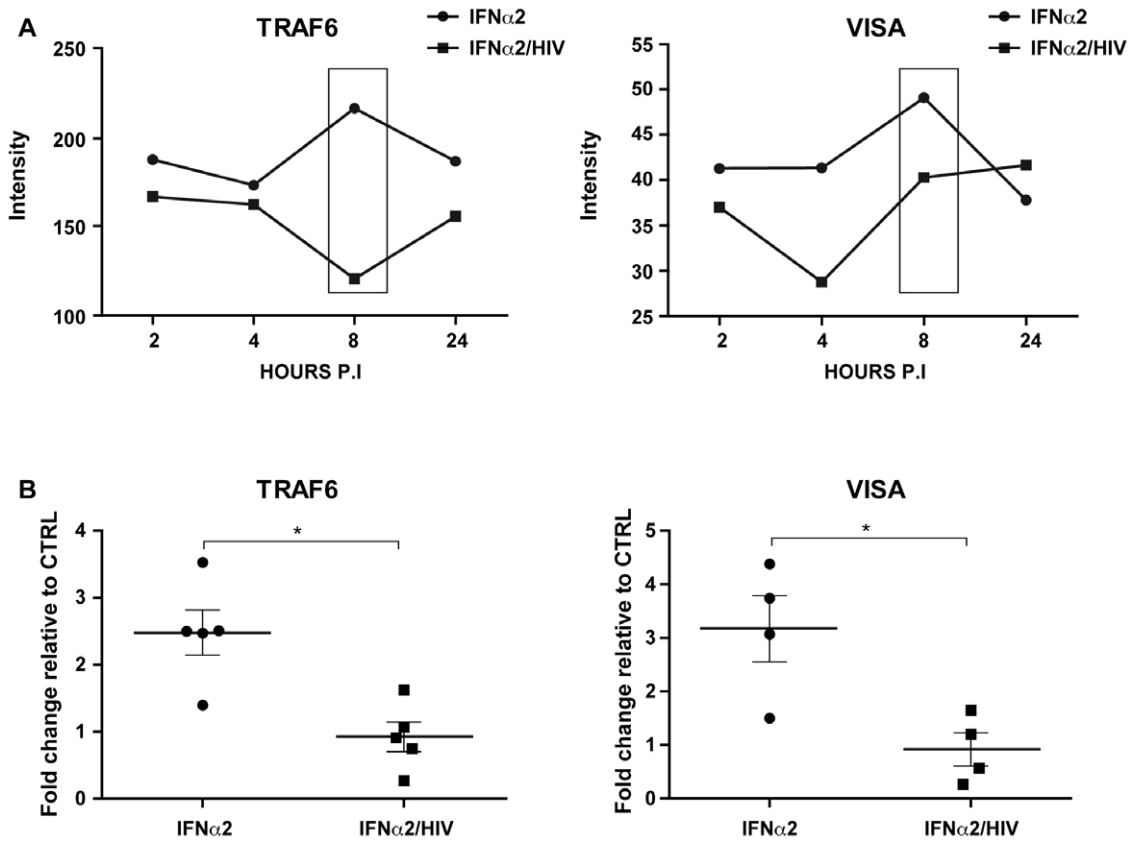 A
TRAF6
IFNα2
IFNα2/HIV
Intensity
250
200
150
100
2 4 8 24
HOURS P.I
VISA
IFNα2
IFNα2/HIV
Intensity
55
50
45
40
35
30
25
2 4 8 24
HOURS P.I
B
TRAF6
Fold change relative to CTRL
4
3
2
1
0
*
IFNα2 IFNα2/HIV
VISA
Fold change relative to CTRL
5
4
3
2
1
0
*
IFNα2 IFNα2/HIV